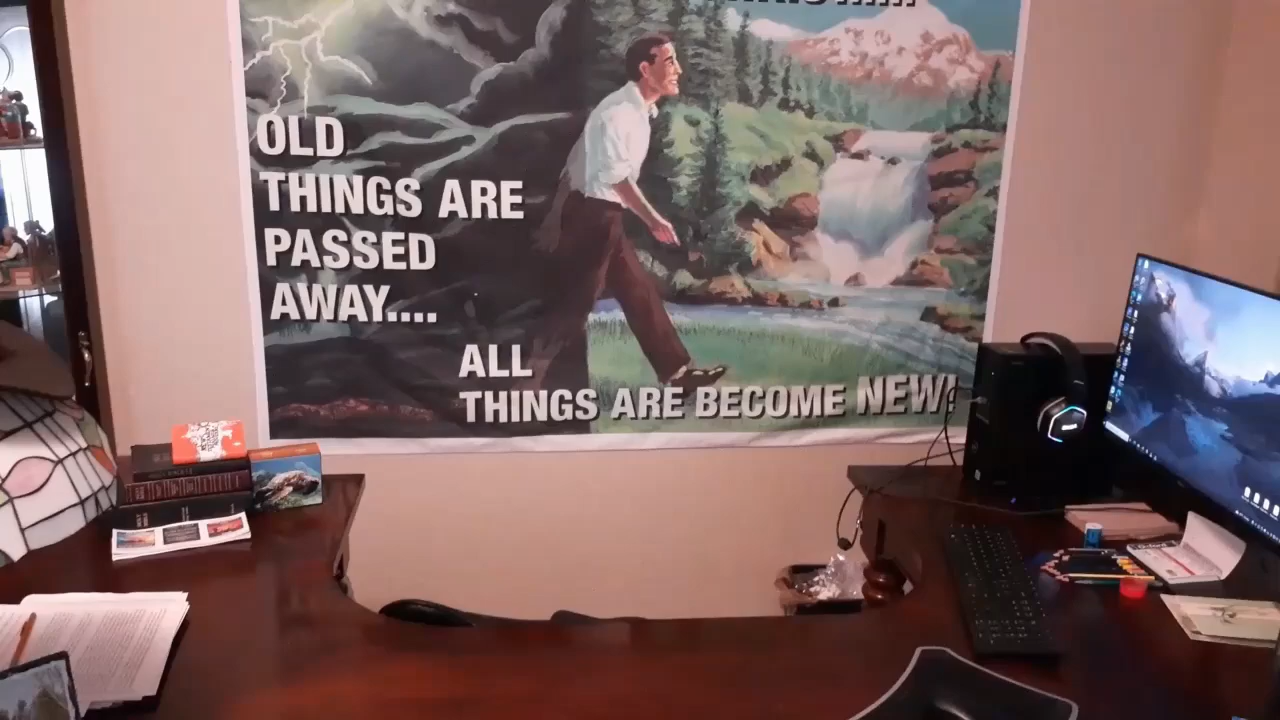 OLD
THINGS ARE
PASSED
AWAY....
ALL
THINGS ARE BECOME NEW!